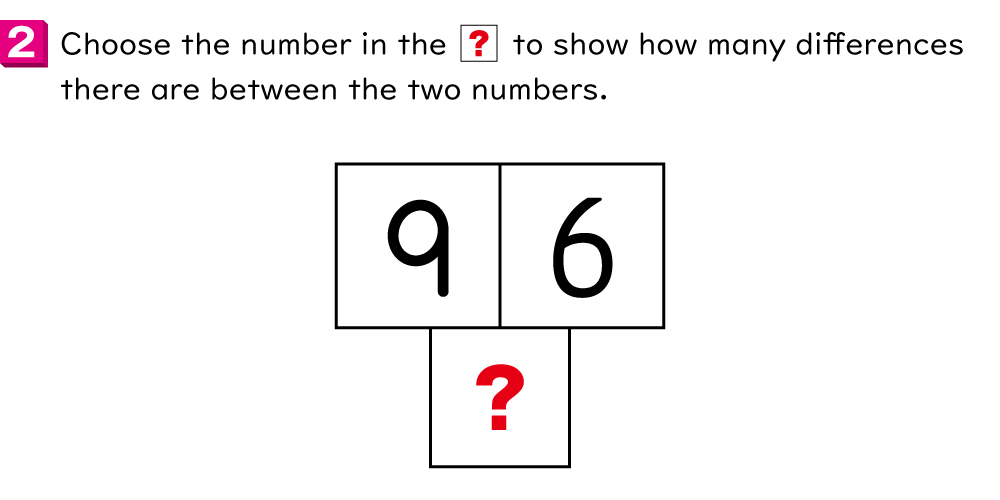 2 Choose the number in the ? to show how many differences
there are between the two numbers.
9 6
?